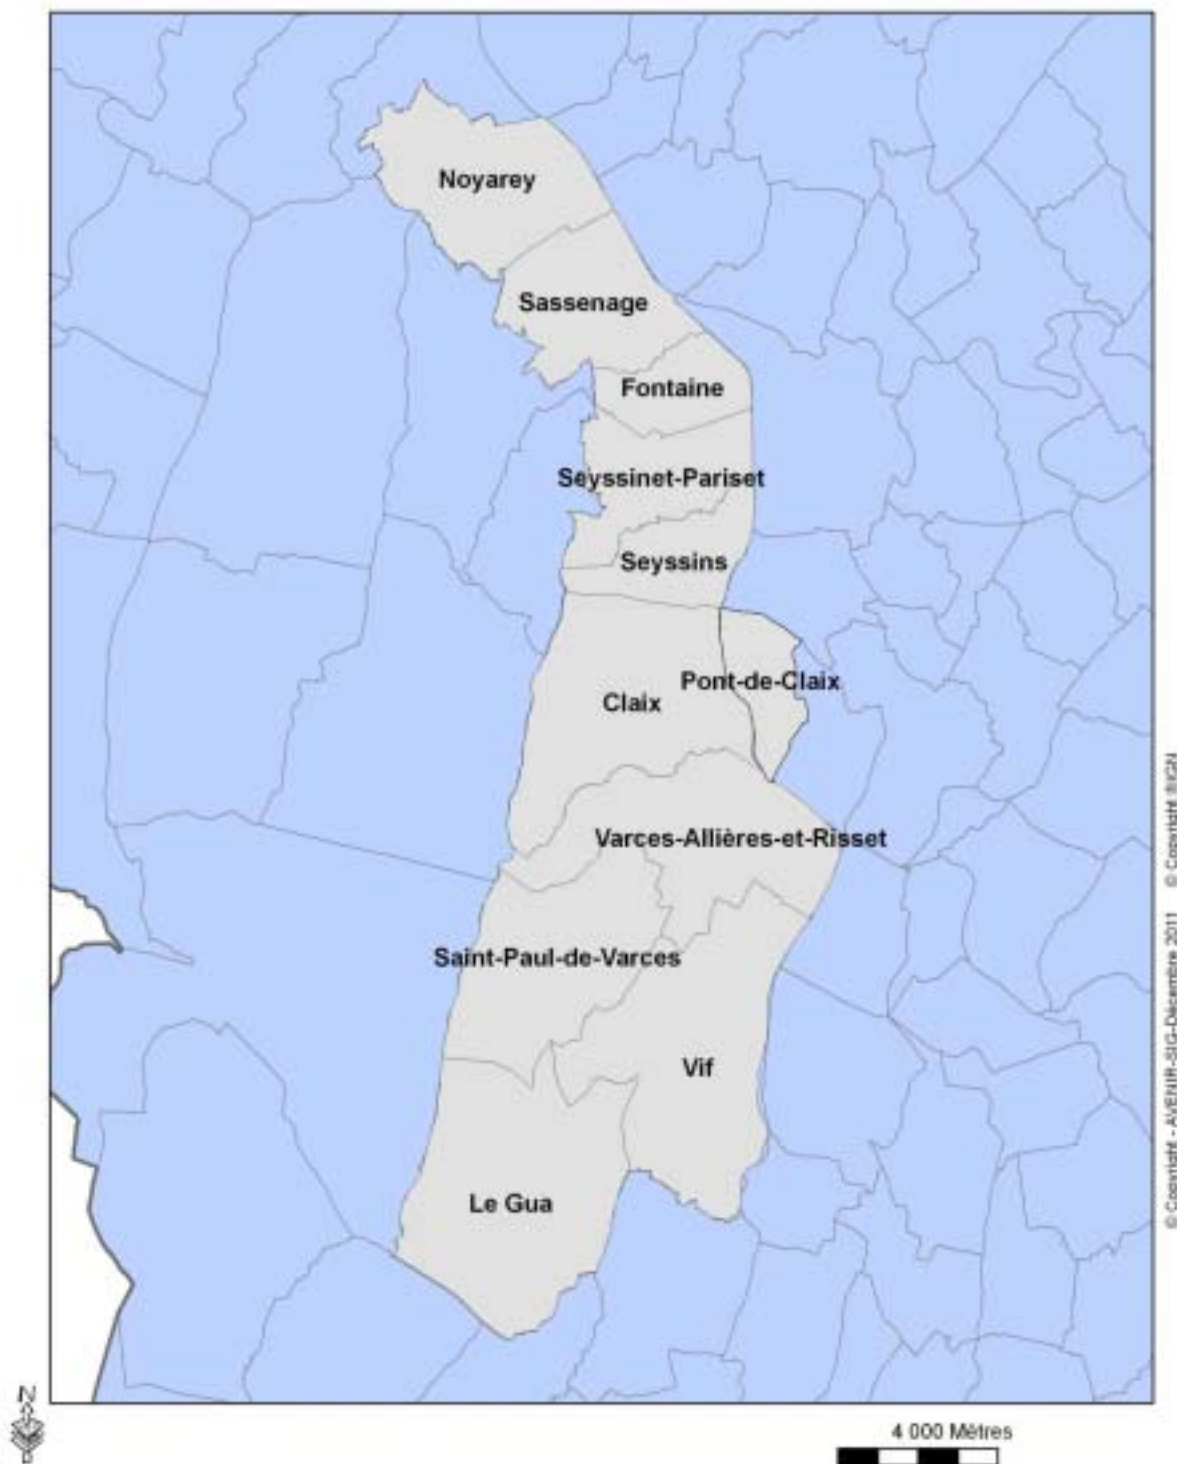 Noyarey
Sassenage
Fontaine
Seyssinet-Pariset
Seyssins
Pont-de-Claix
Claix
Varces-Allières-et-Risset
Saint-Paul-de-Varces
Vif
Le Gua
© Copyright - AVENIR-SIG-Décembre 2011 © Copyright ®IGN
N
4 000 Mètres